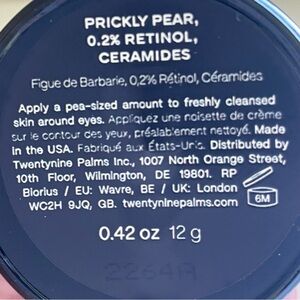 PRICKLY PEAR,
0.2% RETINOL,
CERAMIDES
Figue de Barbarie, 0,2% Rétinol, Céramides
Apply a pea-sized amount to freshly cleansed
skin around eyes. Appliquez une noisette de crème
sur le contour des yeux, préalablement nettoyé. Made
in the USA. Fabriqué aux États-Unis. Distributed by
Twentynine Palms Inc., 1007 North Orange Street,
10th Floor, Wilmington, DE 19801. RP
Biorius / EU: Wavre, BE / UK: London
WC2H 9JQ, GB. twentyninepalms.com
6M
0.42 oz 12 g
2264A